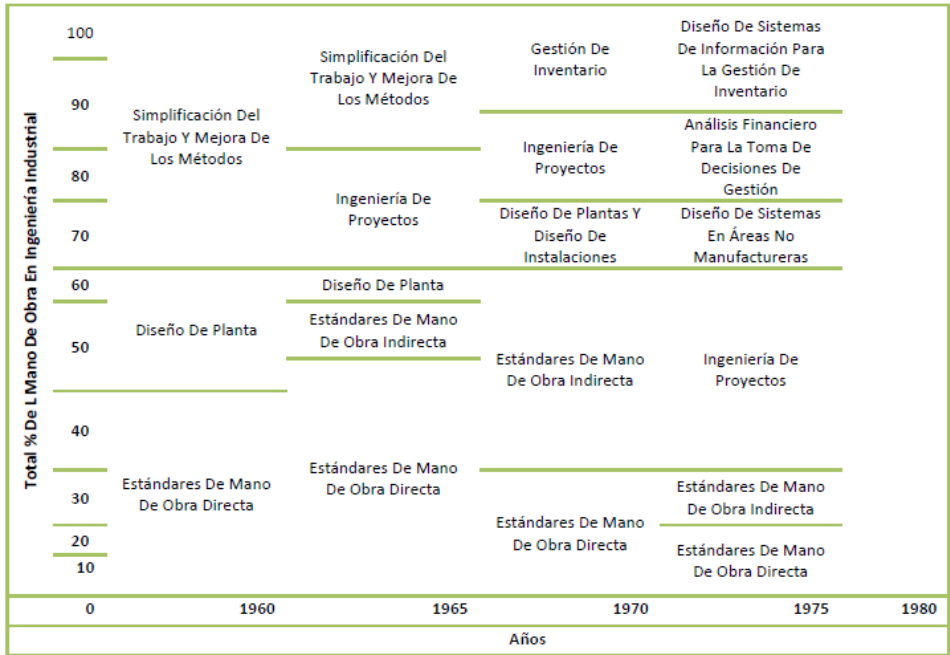 Total % De L Mano De Obra En Ingeniería Industrial
100
90
80
70
60
50
40
30
20
10
Simplificación Del
Trabajo Y Mejora De
Los Métodos
Diseño De Planta
Estándares De Mano
De Obra Directa
Simplificación Del
Trabajo Y Mejora De
Los Métodos
Ingeniería De
Proyectos
Diseño De Planta
Estándares De Mano
De Obra Indirecta
Estándares De Mano
De Obra Directa
Gestión De
Inventario
Ingeniería De
Proyectos
Diseño De Plantas Y
Diseño De
Instalaciones
Estándares De Mano
De Obra Indirecta
Estándares De Mano
De Obra Directa
Diseño De Sistemas
De Información Para
La Gestión De
Inventario
Análisis Financiero
Para La Toma De
Decisiones De
Gestión
Diseño De Sistemas
En Áreas No
Manufactureras
Ingeniería De
Proyectos
Estándares De Mano
De Obra Indirecta
Estándares De Mano
De Obra Directa
0 1960 1965 1970 1975 1980
Años